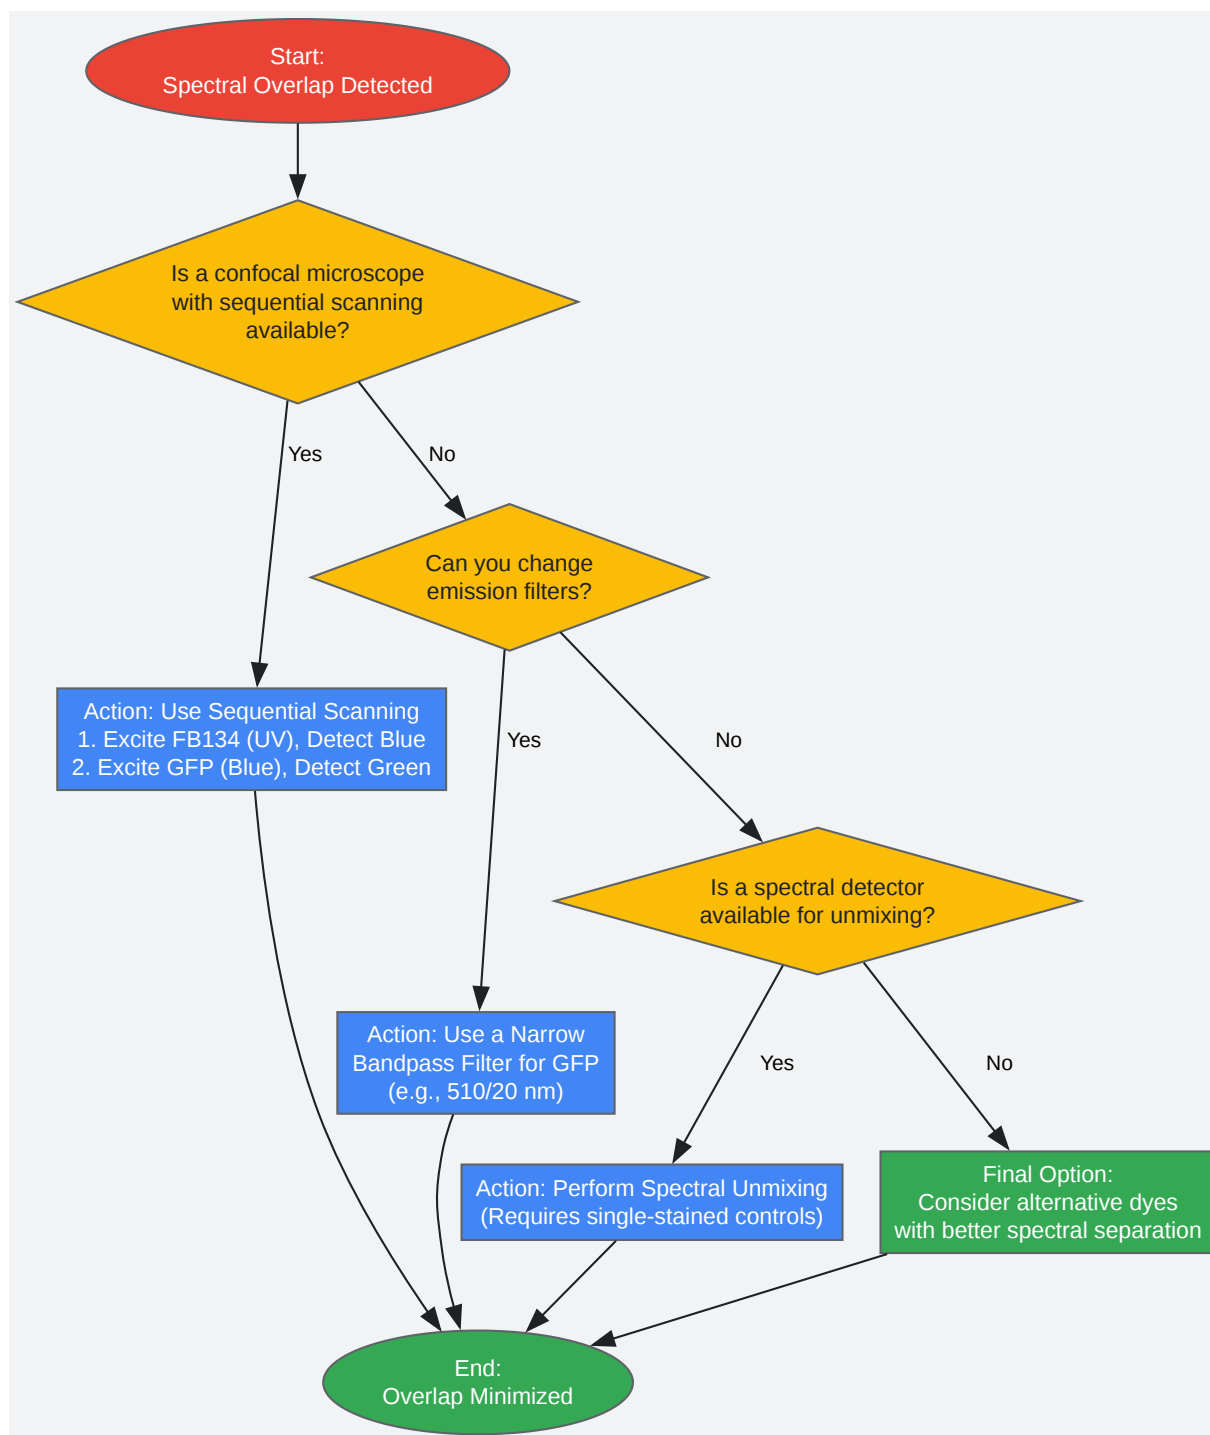 Start:
Spectral Overlap Detected
Is a confocal microscope
with sequential scanning
available?
Yes
No
Can you change
emission filters?
Action: Use Sequential Scanning
1. Excite FB134 (UV), Detect Blue
2. Excite GFP (Blue), Detect Green
Yes
No
Is a spectral detector
available for unmixing?
Action: Use a Narrow
Bandpass Filter for GFP
(e.g., 510/20 nm)
Yes
No
Action: Perform Spectral Unmixing
(Requires single-stained controls)
Final Option:
Consider alternative dyes
with better spectral separation
End:
Overlap Minimized